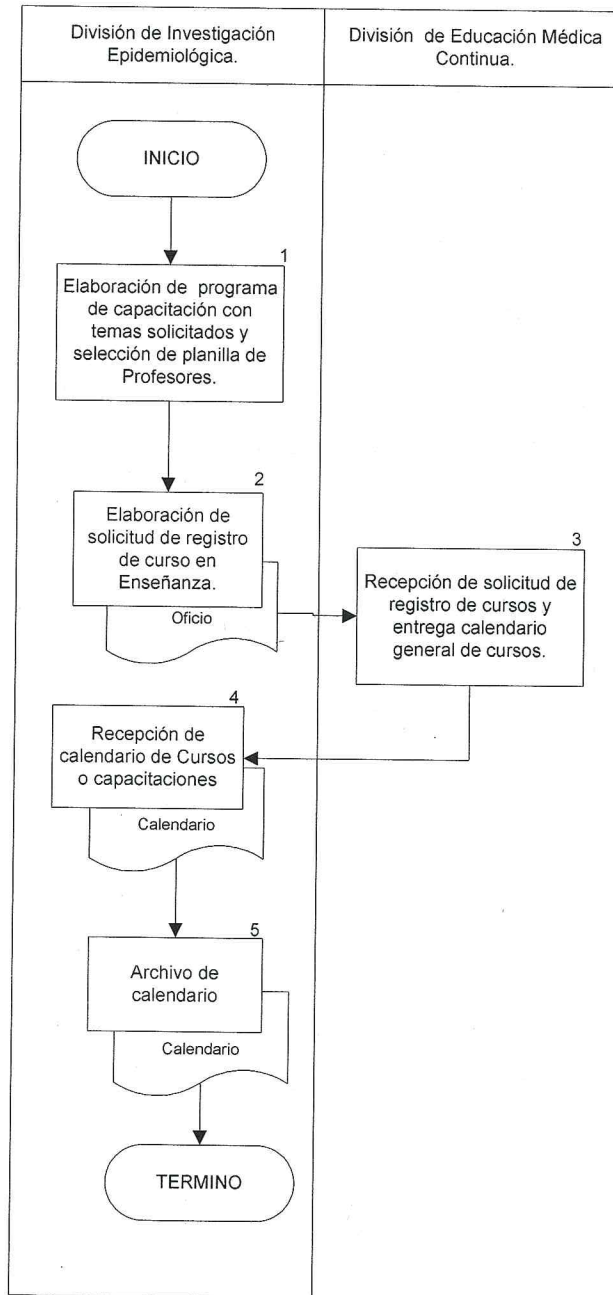 División de Investigación
Epidemiológica.
División de Educación Médica
Continua.
INICIO
1
Elaboración de programa
de capacitación con
temas solicitados y
selección de planilla de
Profesores.
2
Elaboración de
solicitud de registro
de curso en
Enseñanza.
Oficio
3
Recepción de solicitud de
registro de cursos y
entrega calendario
general de cursos.
4
Recepción de
calendario de Cursos
o capacitaciones
Calendario
5
Archivo de
calendario
Calendario
TERMINO